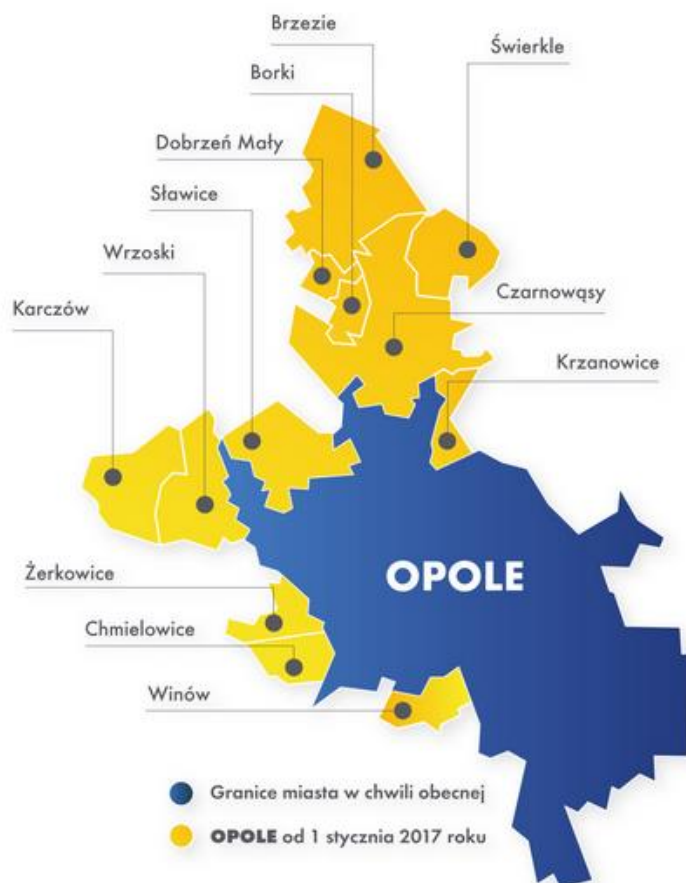 Brzezie
Świerkle
Borki
Dobrzeń Mały
Sławice
Wrzoski
Czarnowąsy
Karczów
Krzanowice
OPOLE
Żerkowice
Chmielowice
Winów
Granice miasta w chwili obecnej
OPOLE od 1 stycznia 2017 roku